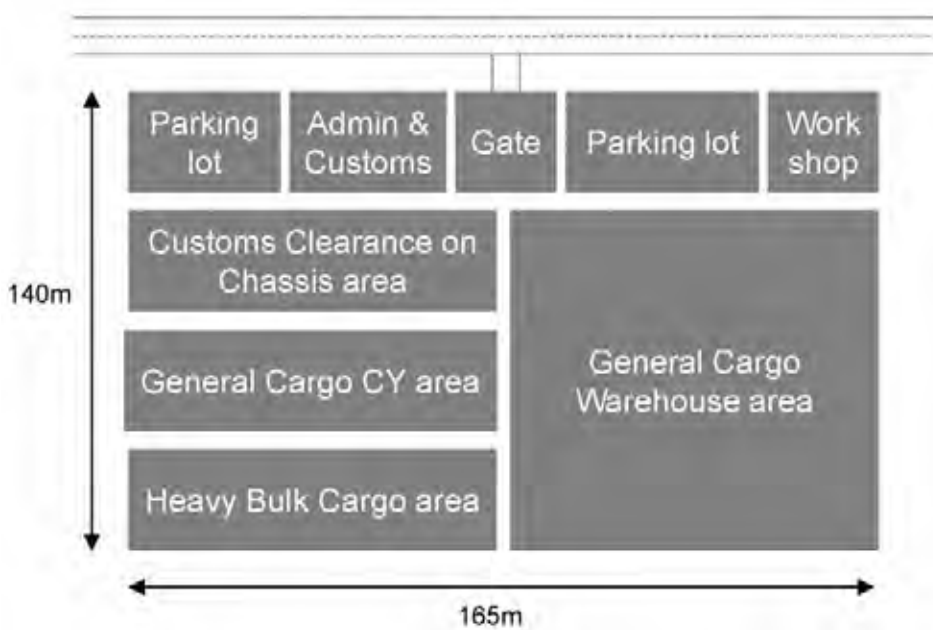 Parking
lot
Admin &
Customs
Gate
Parking lot
Work
shop
Customs Clearance on
Chassis area
140m
General Cargo CY area
General Cargo
Warehouse area
Heavy Bulk Cargo area
165m